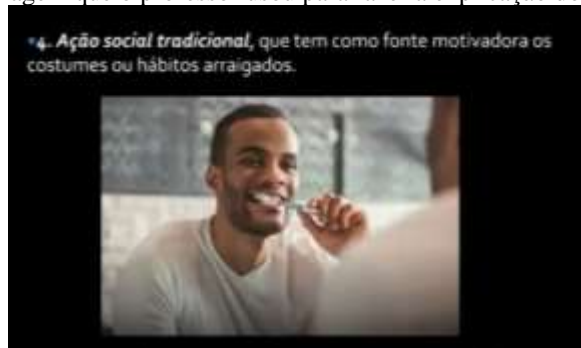 4. Ação social tradicional, que tem como fonte motivadora os
costumes ou hábitos arraigados.